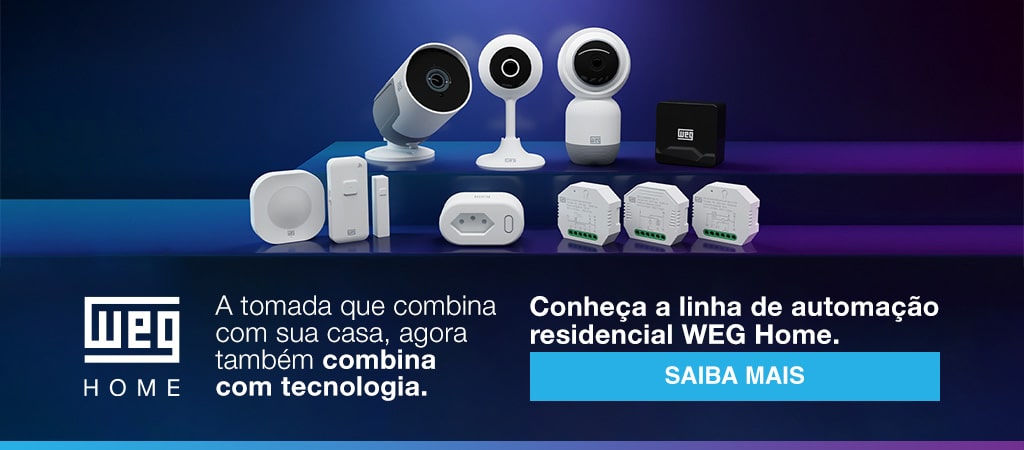 weg
weg
HOME
A tomada que combina
com sua casa, agora
também combina
com tecnologia.
Conheça a linha de automação
residencial WEG Home.
SAIBA MAIS